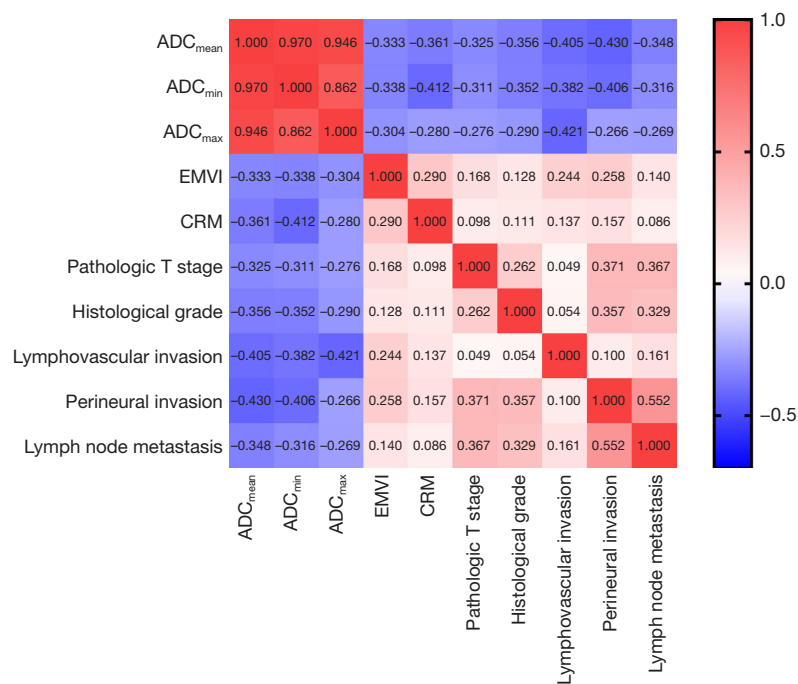 ADCmean 1.000 0.970 0.946 −0.333 −0.361 −0.325 −0.356 −0.405 −0.430 −0.348
ADCmin 0.970 1.000 0.862 −0.338 −0.412 −0.311 −0.352 −0.382 −0.406 −0.316
ADCmax 0.946 0.862 1.000 −0.304 −0.280 −0.276 −0.290 −0.421 −0.266 −0.269
EMVI −0.333 −0.338 −0.304 1.000 0.290 0.168 0.128 0.244 0.258 0.140
CRM −0.361 −0.412 −0.280 0.290 1.000 0.098 0.111 0.137 0.157 0.086
Pathologic T stage −0.325 −0.311 −0.276 0.168 0.098 1.000 0.262 0.049 0.371 0.367
Histological grade −0.356 −0.352 −0.290 0.128 0.111 0.262 1.000 0.054 0.357 0.329
Lymphovascular invasion −0.405 −0.382 −0.421 0.244 0.137 0.049 0.054 1.000 0.100 0.161
Perineural invasion −0.430 −0.406 −0.266 0.258 0.157 0.371 0.357 0.100 1.000 0.552
Lymph node metastasis −0.348 −0.316 −0.269 0.140 0.086 0.367 0.329 0.161 0.552 1.000
ADCmean
ADCmin
ADCmax
EMVI
CRM
Pathologic T stage
Histological grade
Lymphovascular invasion
Perineural invasion
Lymph node metastasis
1.0
0.5
0.0
−0.5